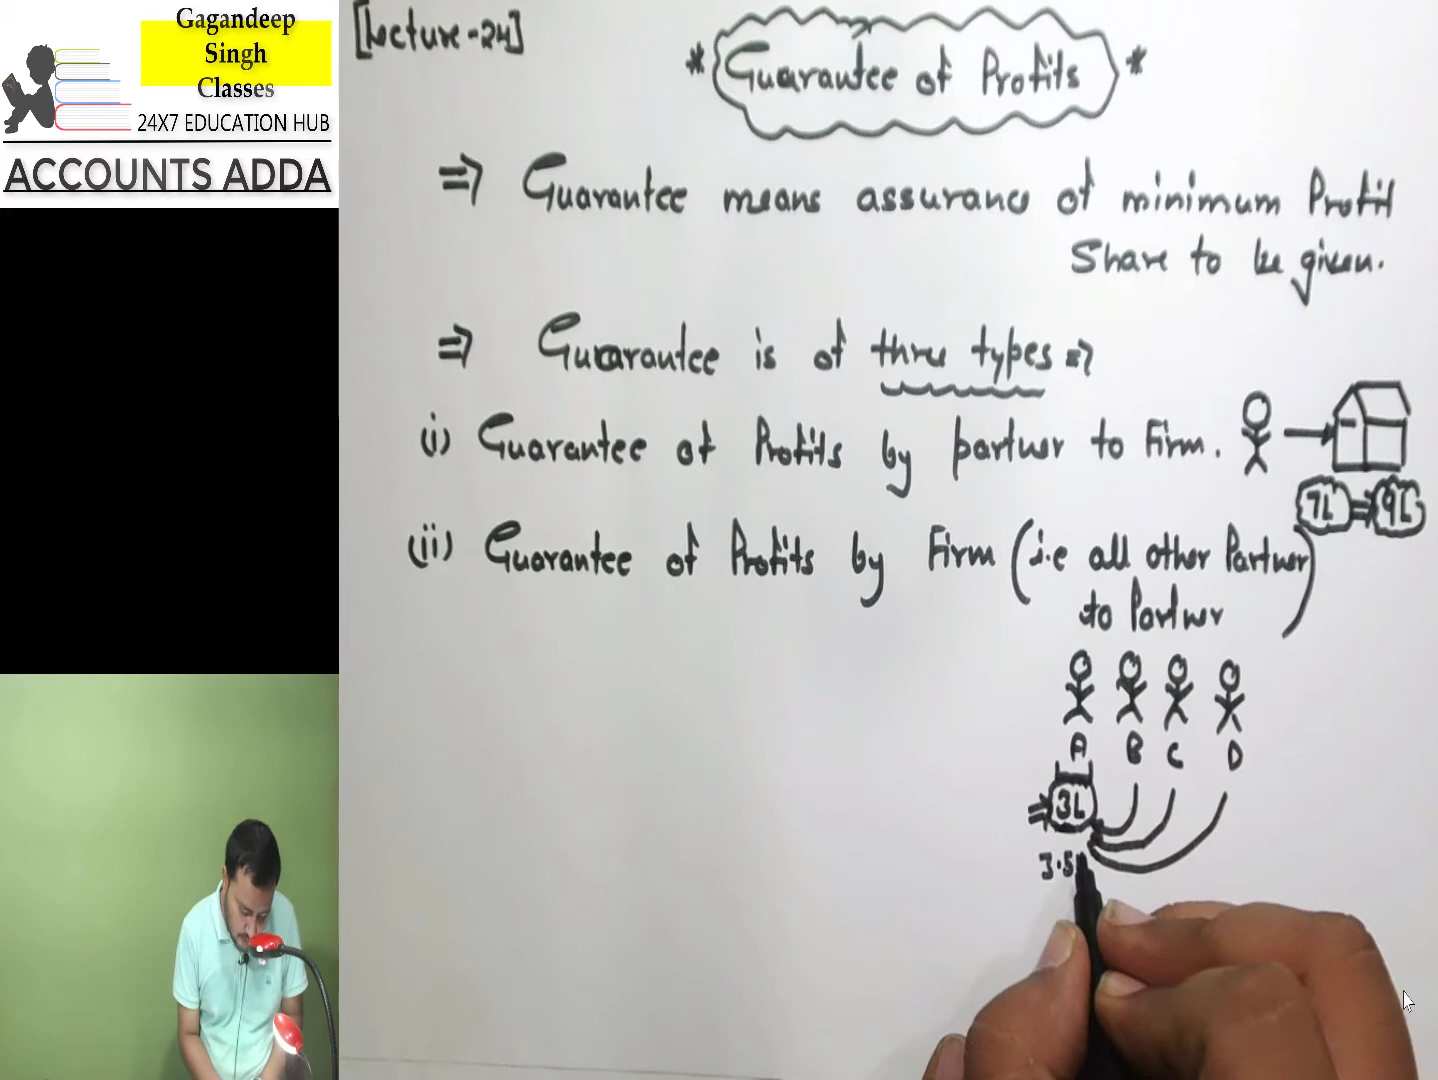 Gagandeep
Singh
Classes
24X7 EDUCATION HUB
ACCOUNTS ADDA
[Lecture-24]
* Guarantee of Profits *
⇒ Guarantee means assurance of minimum Profit
Share to be given.
⇒ Guarantee is of three types ⇒
(i) Guarantee of Profits by partner to Firm.
7L ⇒ 9L
(ii) Guarantee of Profits by Firm (i.e all other Partner
to Partner)
A B C D
⇒ 3L
3.5